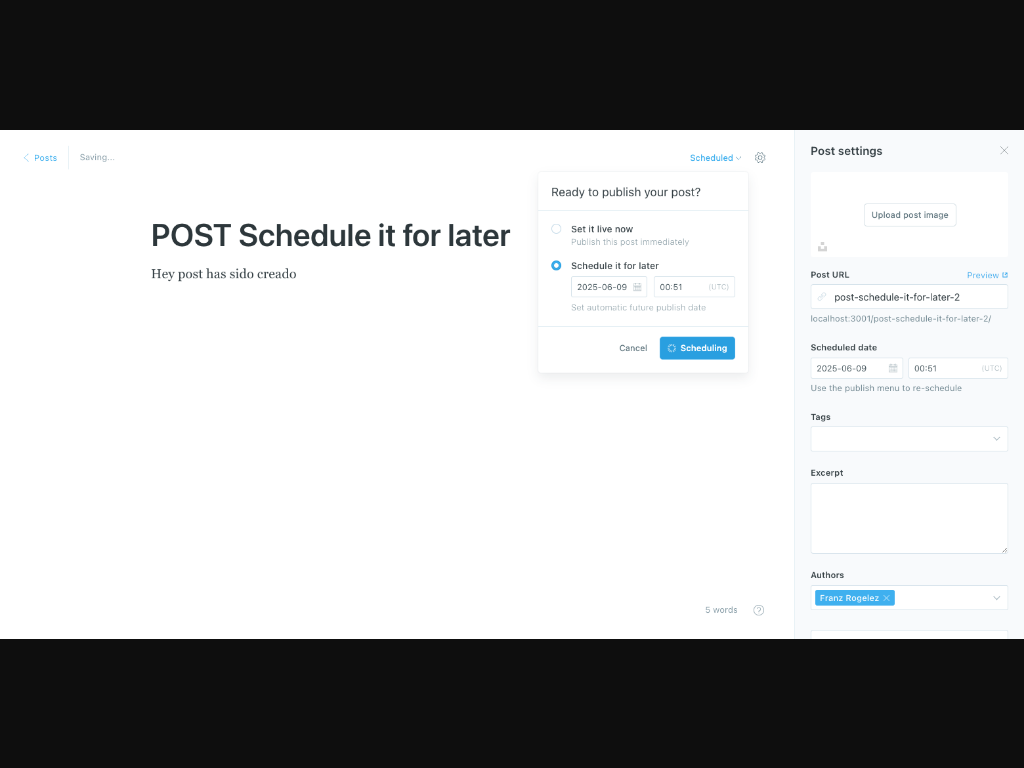 Posts
Saving...
Scheduled
Ready to publish your post?
Set it live now
Publish this post immediately
Schedule it for later
2025-06-09
00:51
(UTC)
Set automatic future publish date
Cancel
Scheduling
POST Schedule it for later
Hey post has sido creado
5 words
?
Post settings
Upload post image
Post URL
Preview
post-schedule-it-for-later-2
localhost:3001/post-schedule-it-for-later-2/
Scheduled date
2025-06-09
00:51
(UTC)
Use the publish menu to re-schedule
Tags
Excerpt
Authors
Franz Rogelez